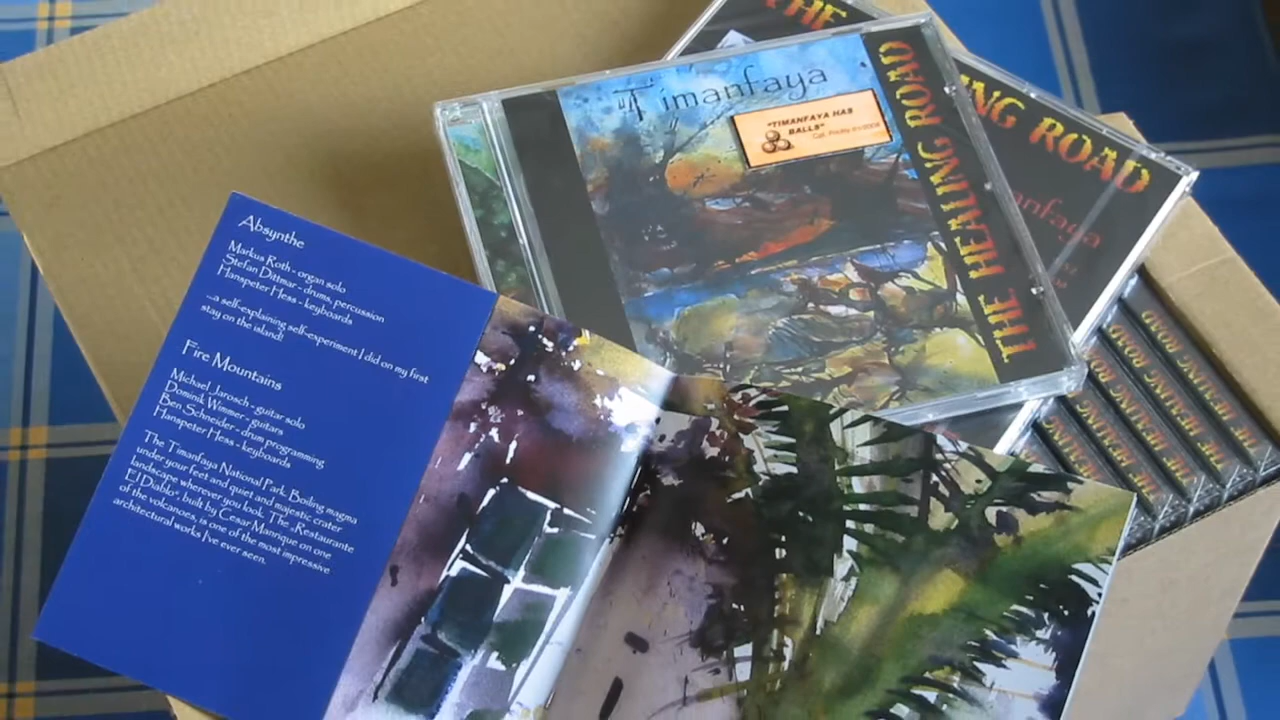 THE
ING ROAD
Timanfaya
"TIMANFAYA HAS
BALLS"
THE HEALING ROAD
Absynthe
Markus Roth - organ solo
Stefan Dittmar - drums, percussion
Hanspeter Hess - keyboards
...a self-explaining self-experiment I did on my first
stay on the island!
Fire Mountains
Michael Jarosch - guitar solo
Dominik Wimmer - guitars
Ben Schneider - drum programming
Hanspeter Hess - keyboards
The Timanfaya National Park. Boiling magma
under your feet and quiet and majestic crater
landscape wherever you look. The „Restaurante
El Diablo", built by Cesar Manrique on one
of the volcanoes, is one of the most impressive
architectural works I've ever seen.